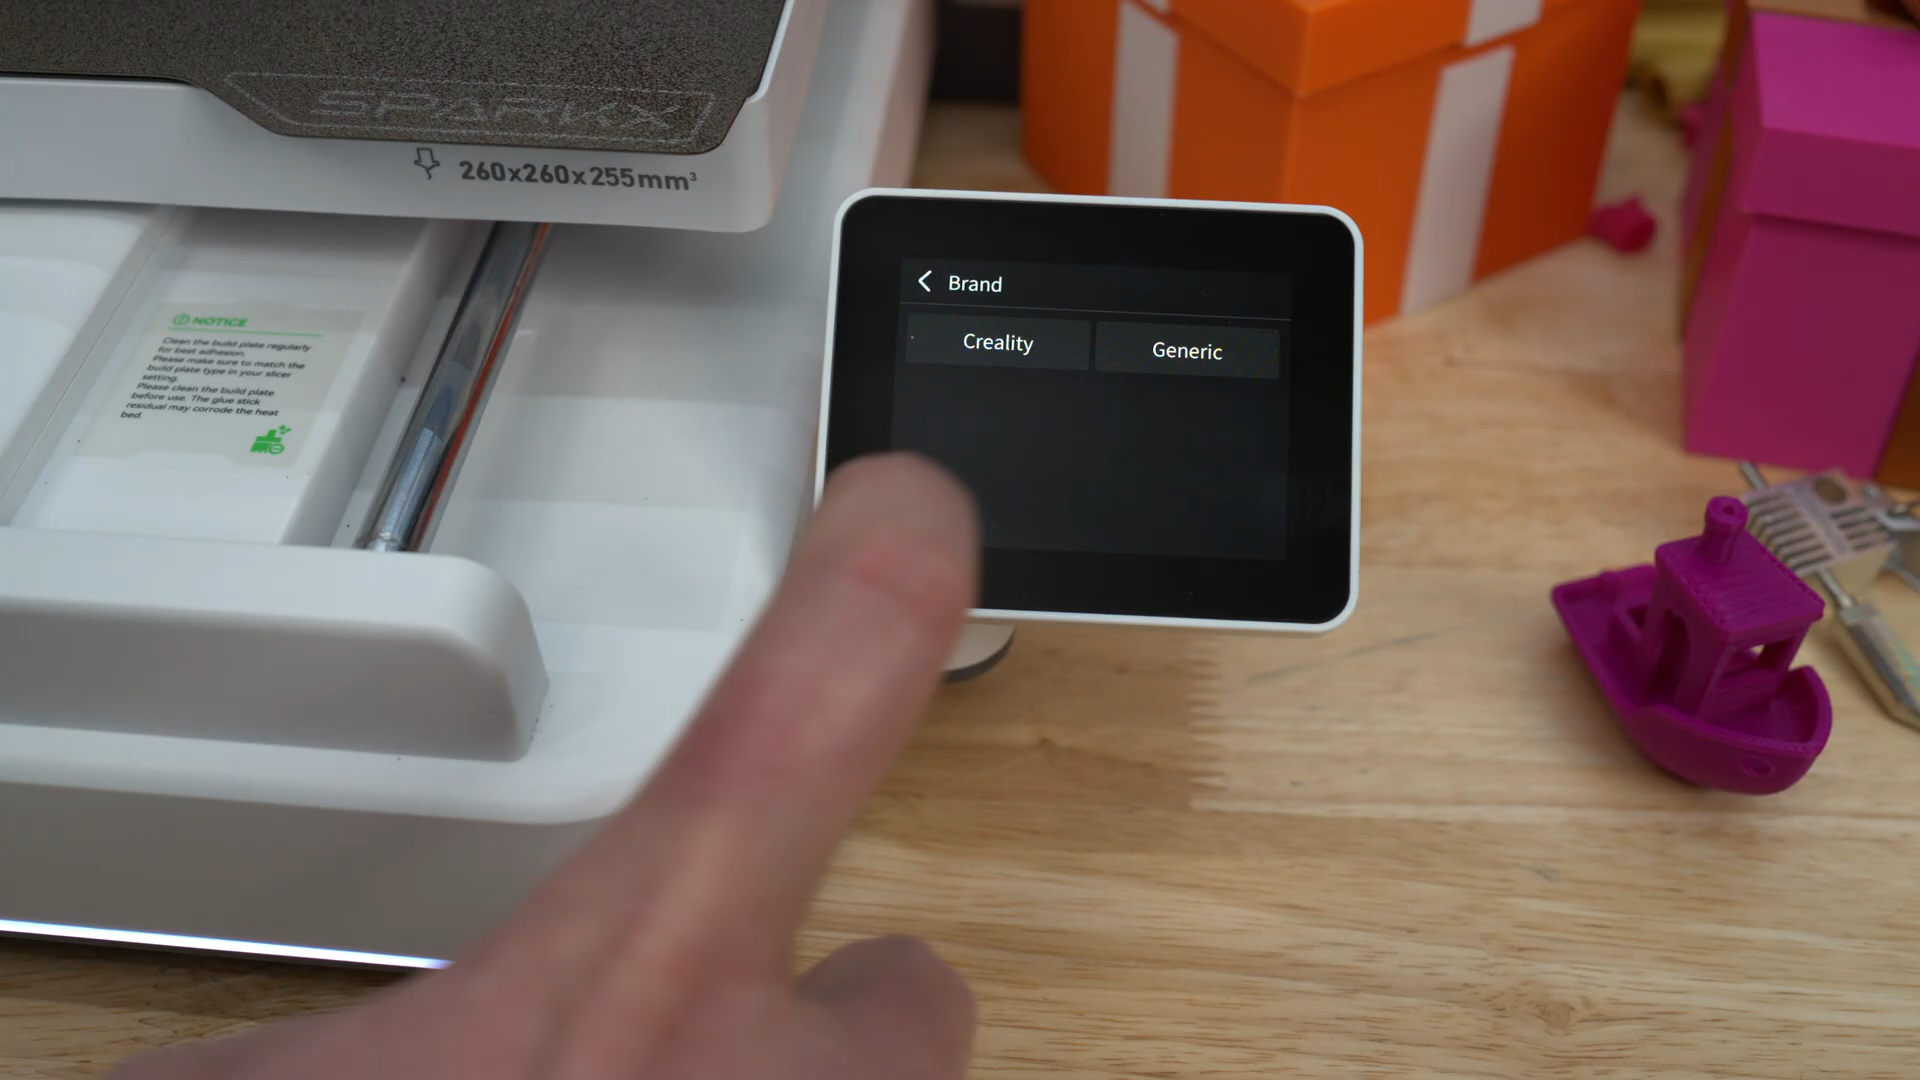 SPARKX
260x260x255mm³
NOTICE
Clean the build plate regularly
for best adhesion.
Please make sure to match the
build plate type in your slicer
setting.
Please clean the build plate
before use. The glue stick
residual may corrode the heat
bed.
Brand
Creality
Generic